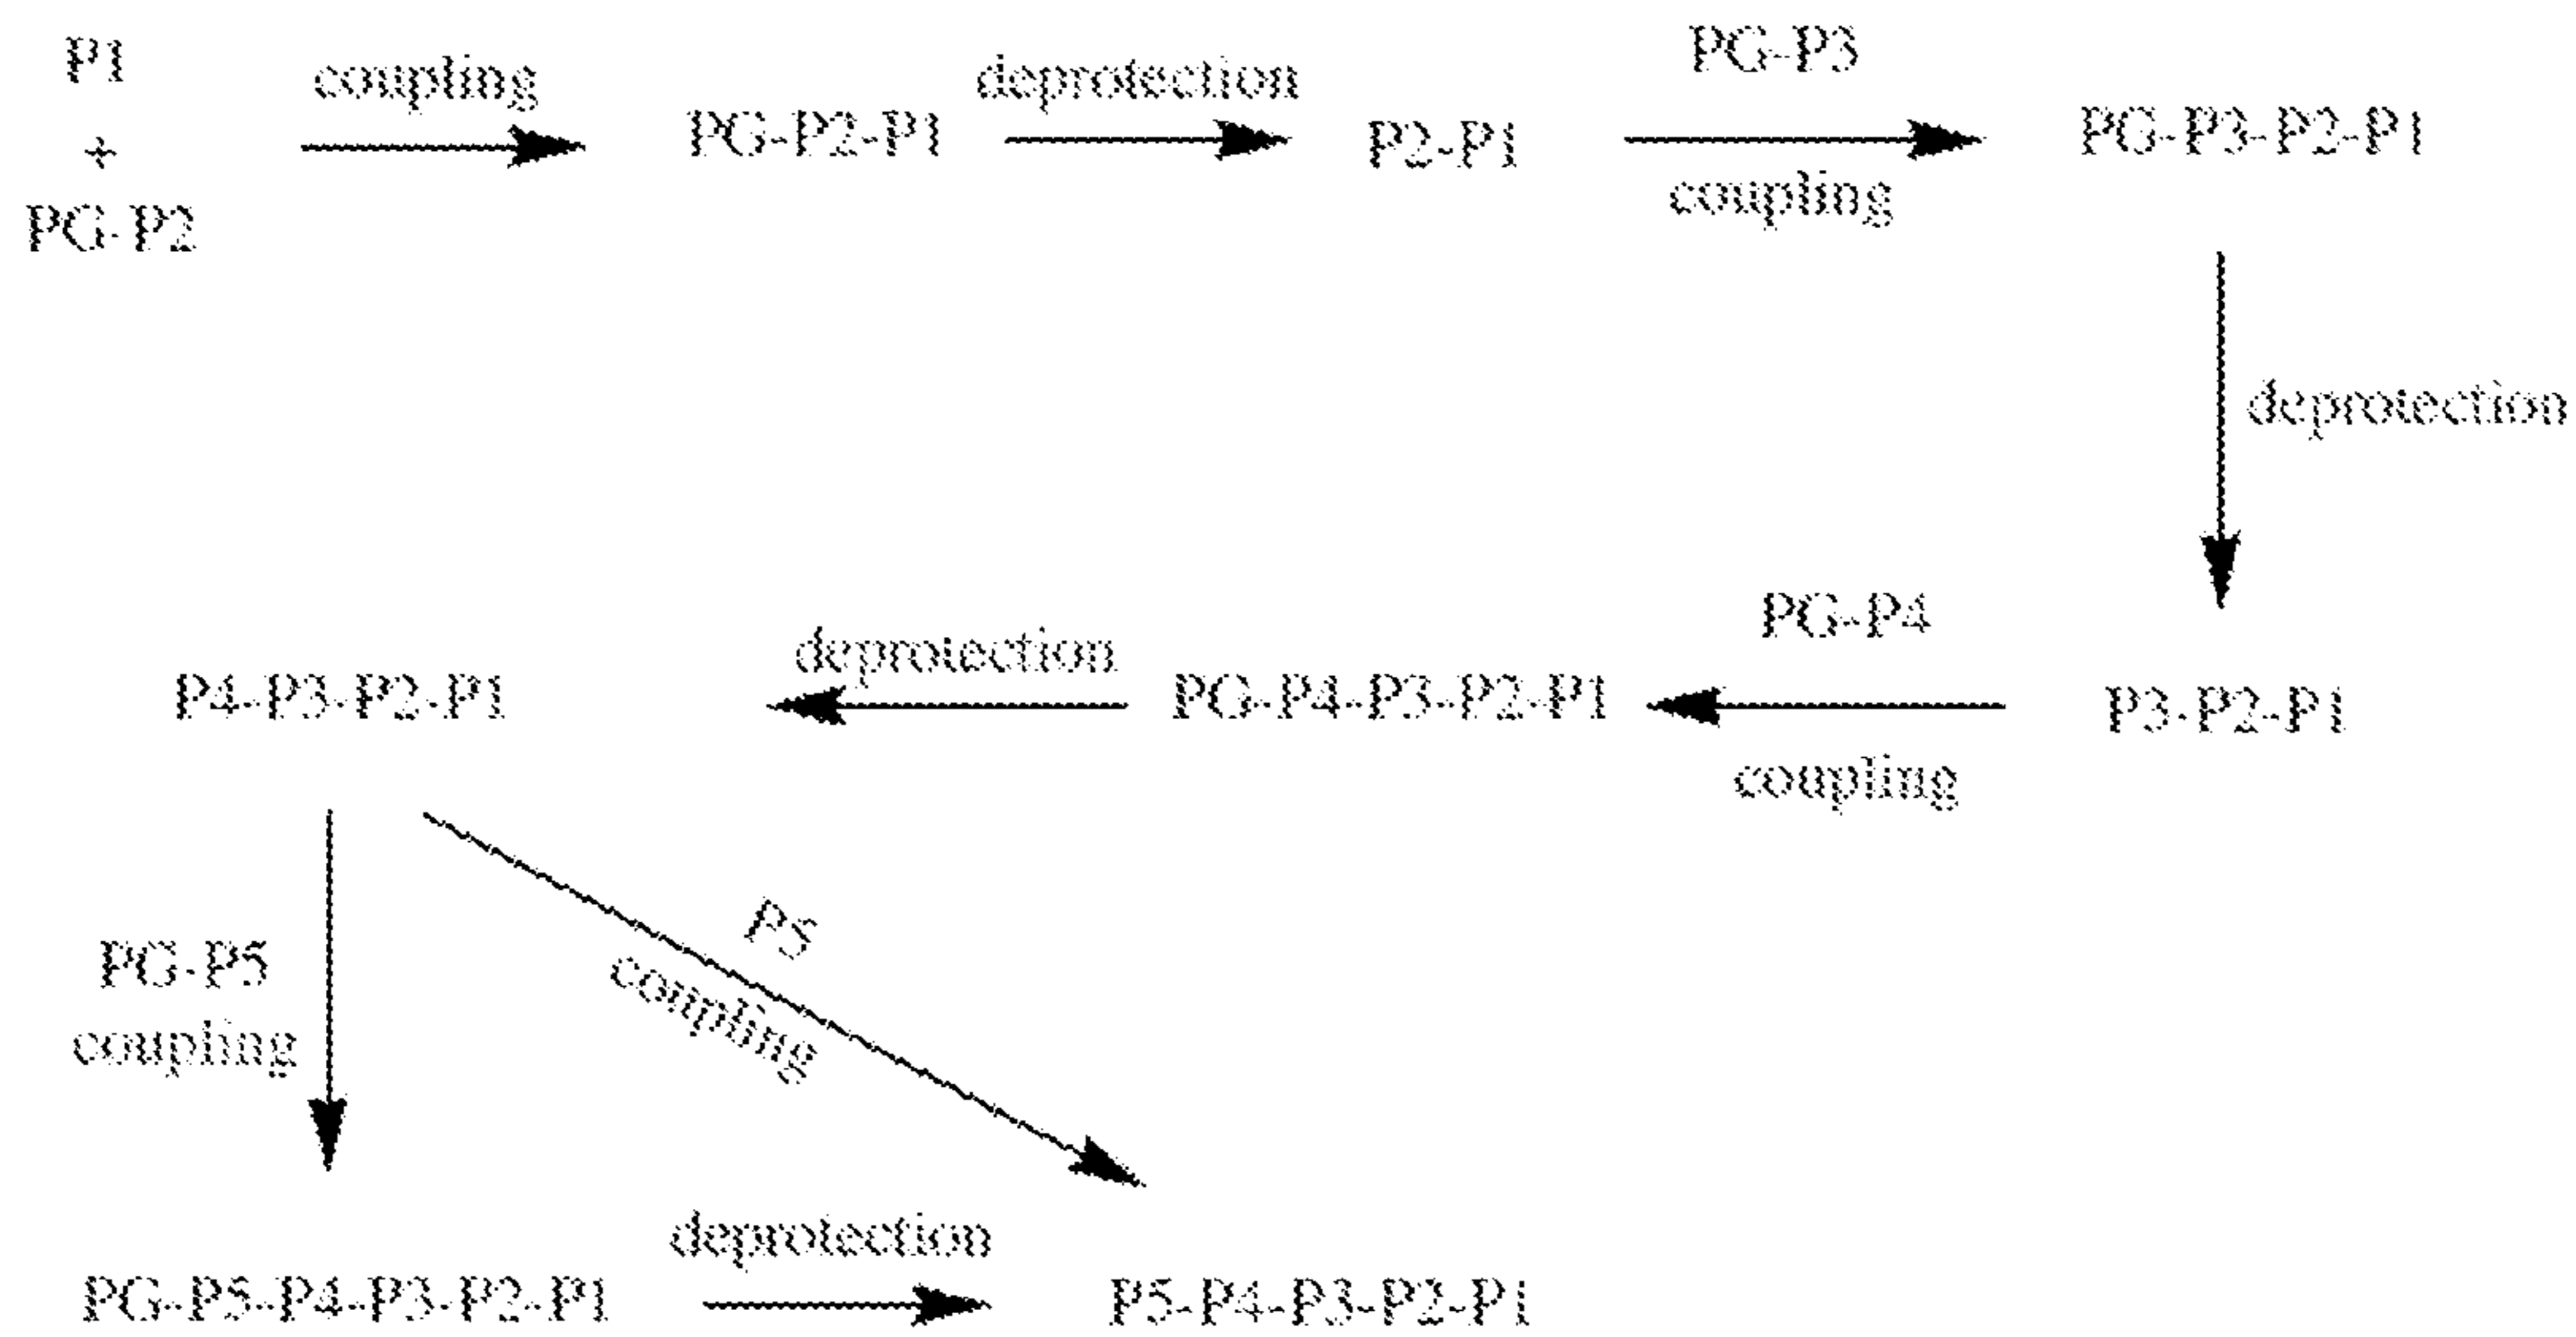 P1
+
PG-P2
coupling
PG-P2-P1
deprotection
P2-P1
PG-P3
coupling
PG-P3-P2-P1
deprotection
P3-P2-P1
PG-P4
coupling
PG-P4-P3-P2-P1
deprotection
P4-P3-P2-P1
PG-P5
coupling
P5
coupling
PG-P5-P4-P3-P2-P1
deprotection
P5-P4-P3-P2-P1